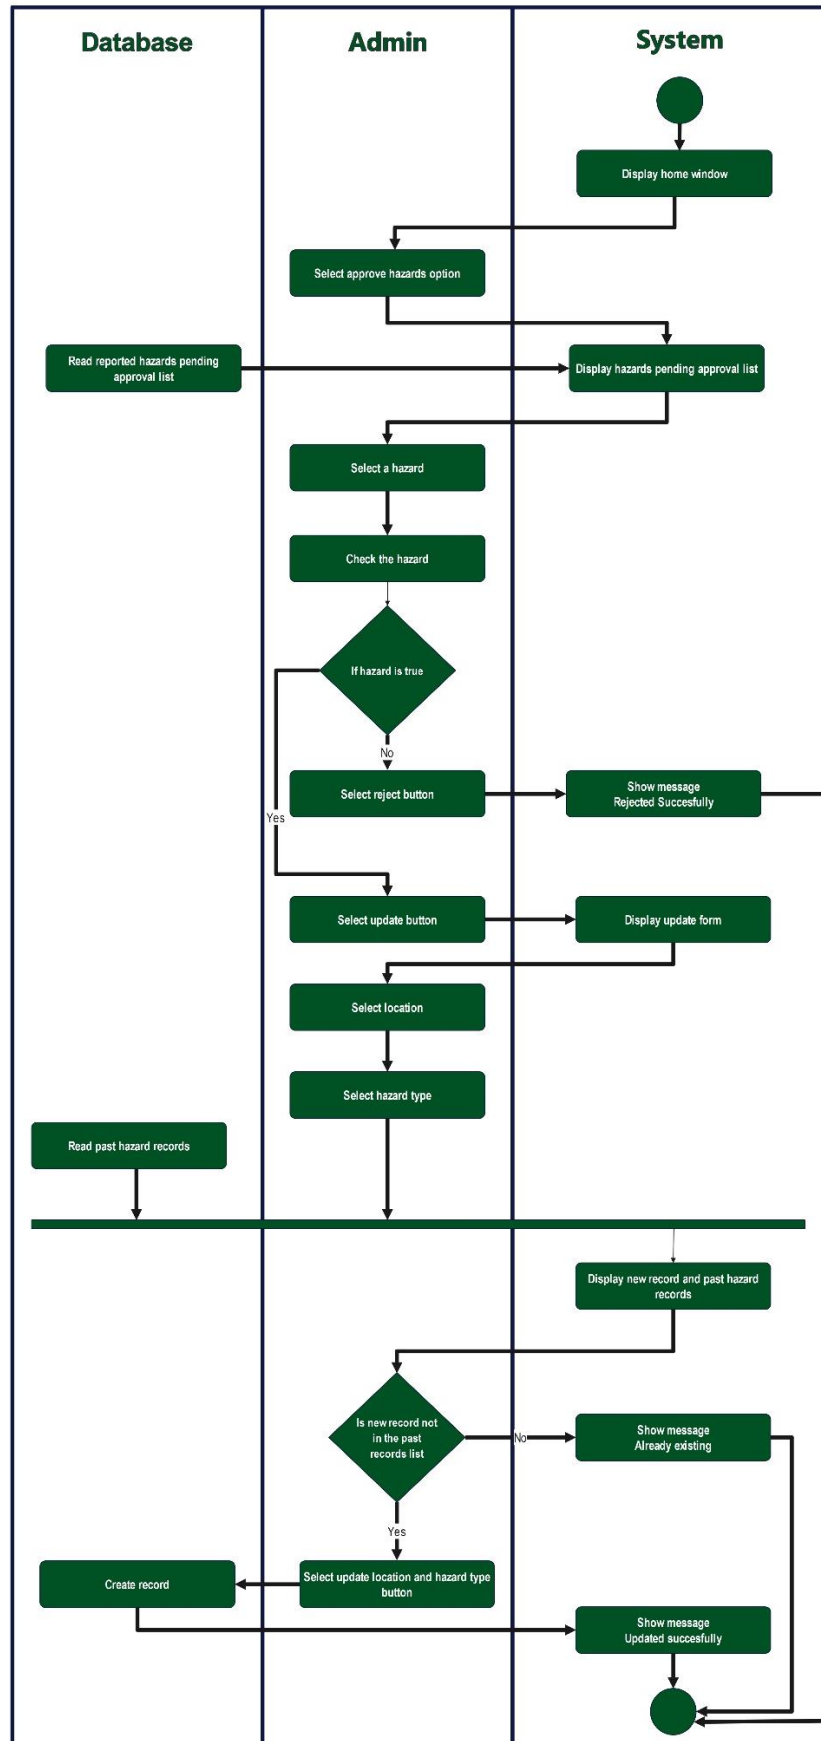 Database
Admin
System
Display home window
Select approve hazards option
Read reported hazards pending
approval list
Display hazards pending approval list
Select a hazard
Check the hazard
If hazard is true
No
Select reject button
Show message
Rejected Succesfully
Yes
Select update button
Display update form
Select location
Select hazard type
Read past hazard records
Display new record and past hazard
records
Is new record not
in the past
records list
No
Show message
Already existing
Yes
Create record
Select update location and hazard type
button
Show message
Updated succesfully